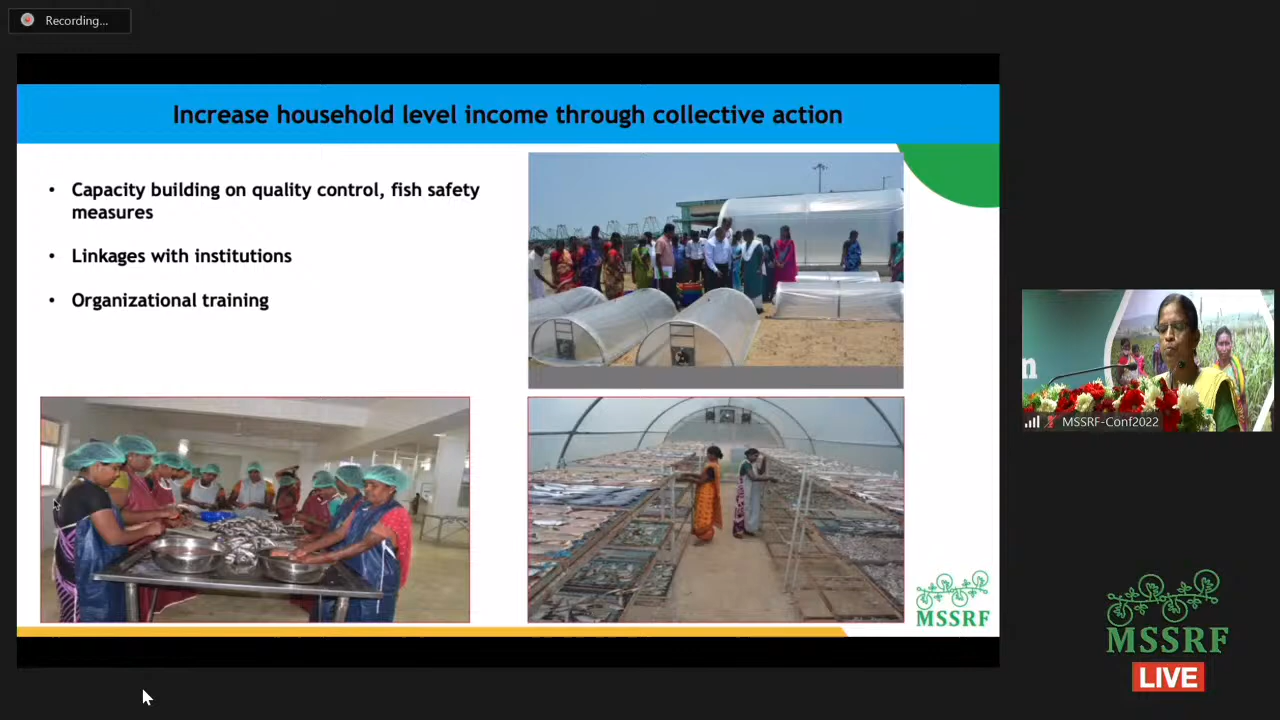 Recording...
Increase household level income through collective action
• Capacity building on quality control, fish safety
measures
• Linkages with institutions
• Organizational training
MSSRF
n
MSSRF-Conf2022
MSSRF
LIVE